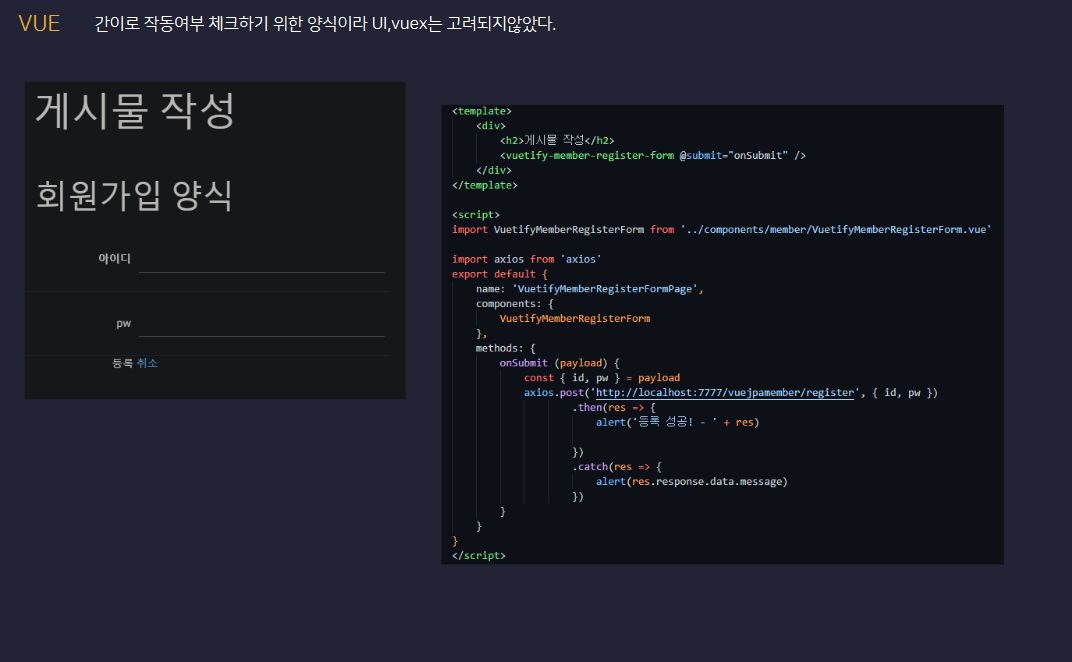 VUE 간이로 작동여부 체크하기 위한 양식이라 UI,vuex는 고려되지않았다.
게시물 작성
회원가입 양식
아이디
pw
등록 취소
<template>
<div>
<h2>게시물 작성</h2>
<vuetify-member-register-form @submit="onSubmit" />
</div>
</template>
<script>
import VuetifyMemberRegisterForm from '../components/member/VuetifyMemberRegisterForm.vue'
import axios from 'axios'
export default {
name: 'VuetifyMemberRegisterFormPage',
components: {
VuetifyMemberRegisterForm
},
methods: {
onSubmit (payload) {
const { id, pw } = payload
axios.post('http://localhost:7777/vuejpamember/register', { id, pw })
.then(res => {
alert('등록 성공! - ' + res)
})
.catch(res => {
alert(res.response.data.message)
})
}
}
}
</script>